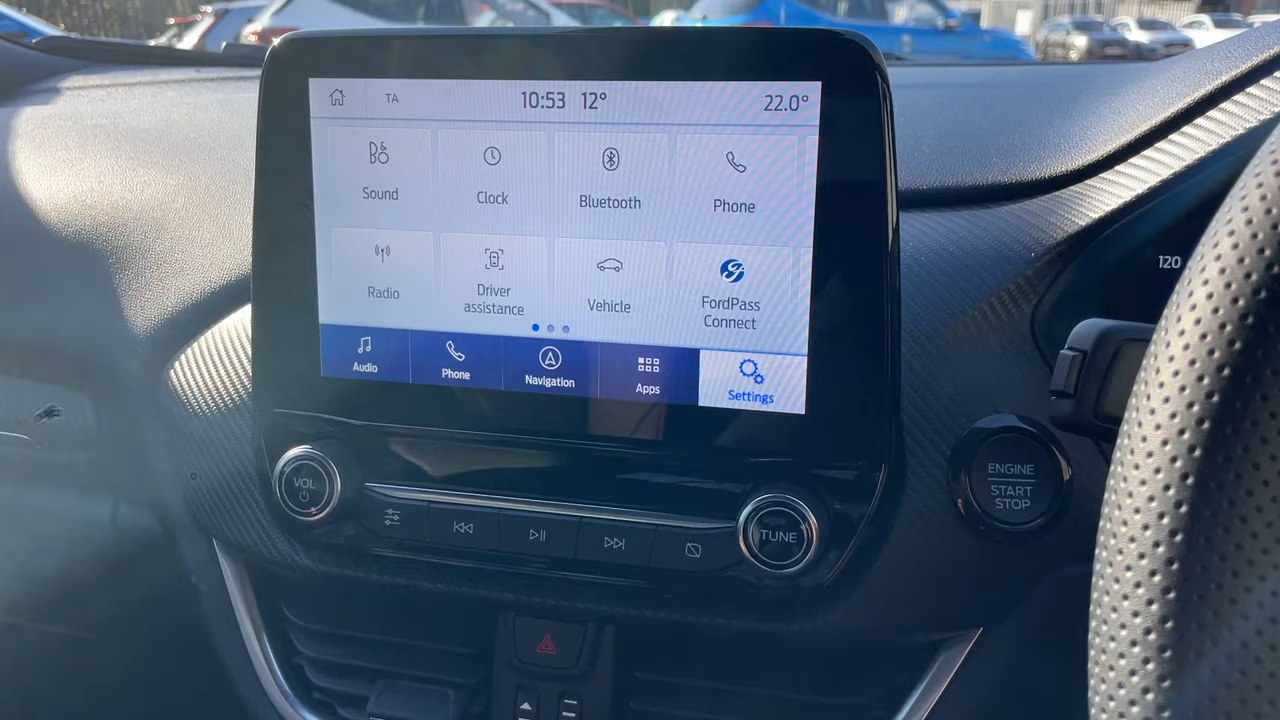 TA 10:53 12° 22.0°
B&O
Sound Clock Bluetooth Phone
Radio Driver assistance Vehicle FordPass Connect
Audio Phone Navigation Apps Settings
VOL
TUNE
ENGINE
START
STOP
120